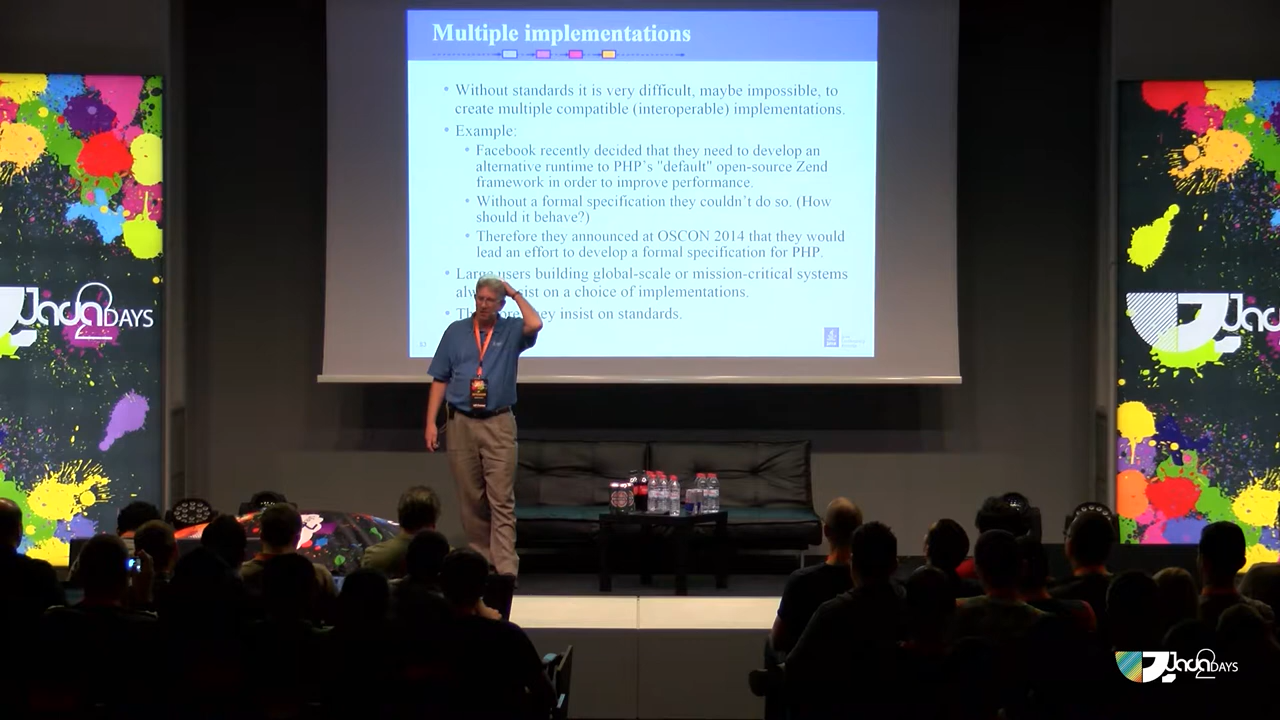 Multiple implementations
• Without standards it is very difficult, maybe impossible, to
create multiple compatible (interoperable) implementations.
• Example:
• Facebook recently decided that they need to develop an
alternative runtime to PHP's "default" open-source Zend
framework in order to improve performance.
• Without a formal specification they couldn't do so. (How
should it behave?)
• Therefore they announced at OSCON 2014 that they would
lead an effort to develop a formal specification for PHP.
• Large users building global-scale or mission-critical systems
insist on a choice of implementations.
they insist on standards.
Java2DAYS
Java2DAYS